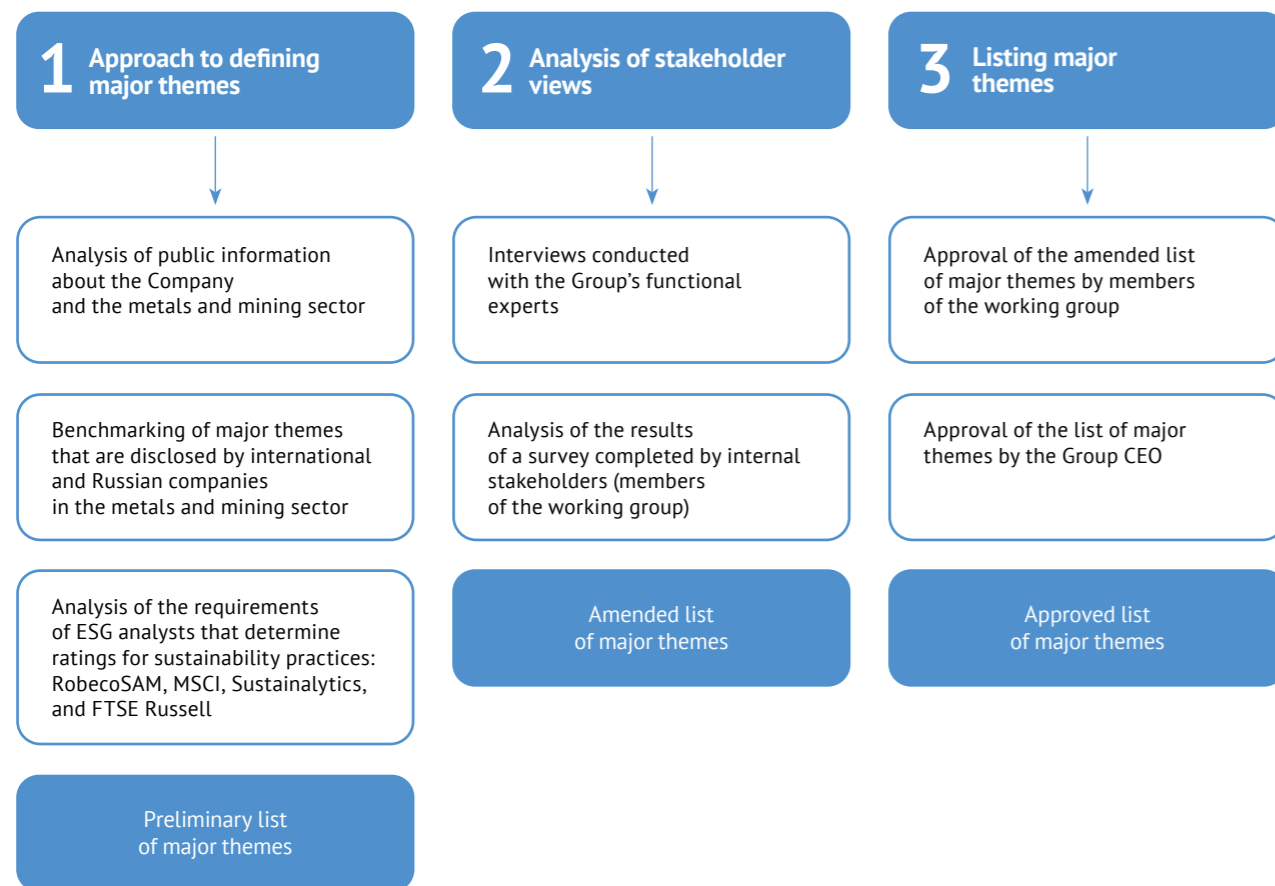 1 Approach to defining
major themes
Analysis of public information
about the Company
and the metals and mining sector
Benchmarking of major themes
that are disclosed by international
and Russian companies
in the metals and mining sector
Analysis of the requirements
of ESG analysts that determine
ratings for sustainability practices:
RobecoSAM, MSCI, Sustainalytics,
and FTSE Russell
Preliminary list
of major themes
2 Analysis of stakeholder
views
Interviews conducted
with the Group’s functional
experts
Analysis of the results
of a survey completed by internal
stakeholders (members
of the working group)
Amended list
of major themes
3 Listing major
themes
Approval of the amended list
of major themes by members
of the working group
Approval of the list of major
themes by the Group CEO
Approved list
of major themes